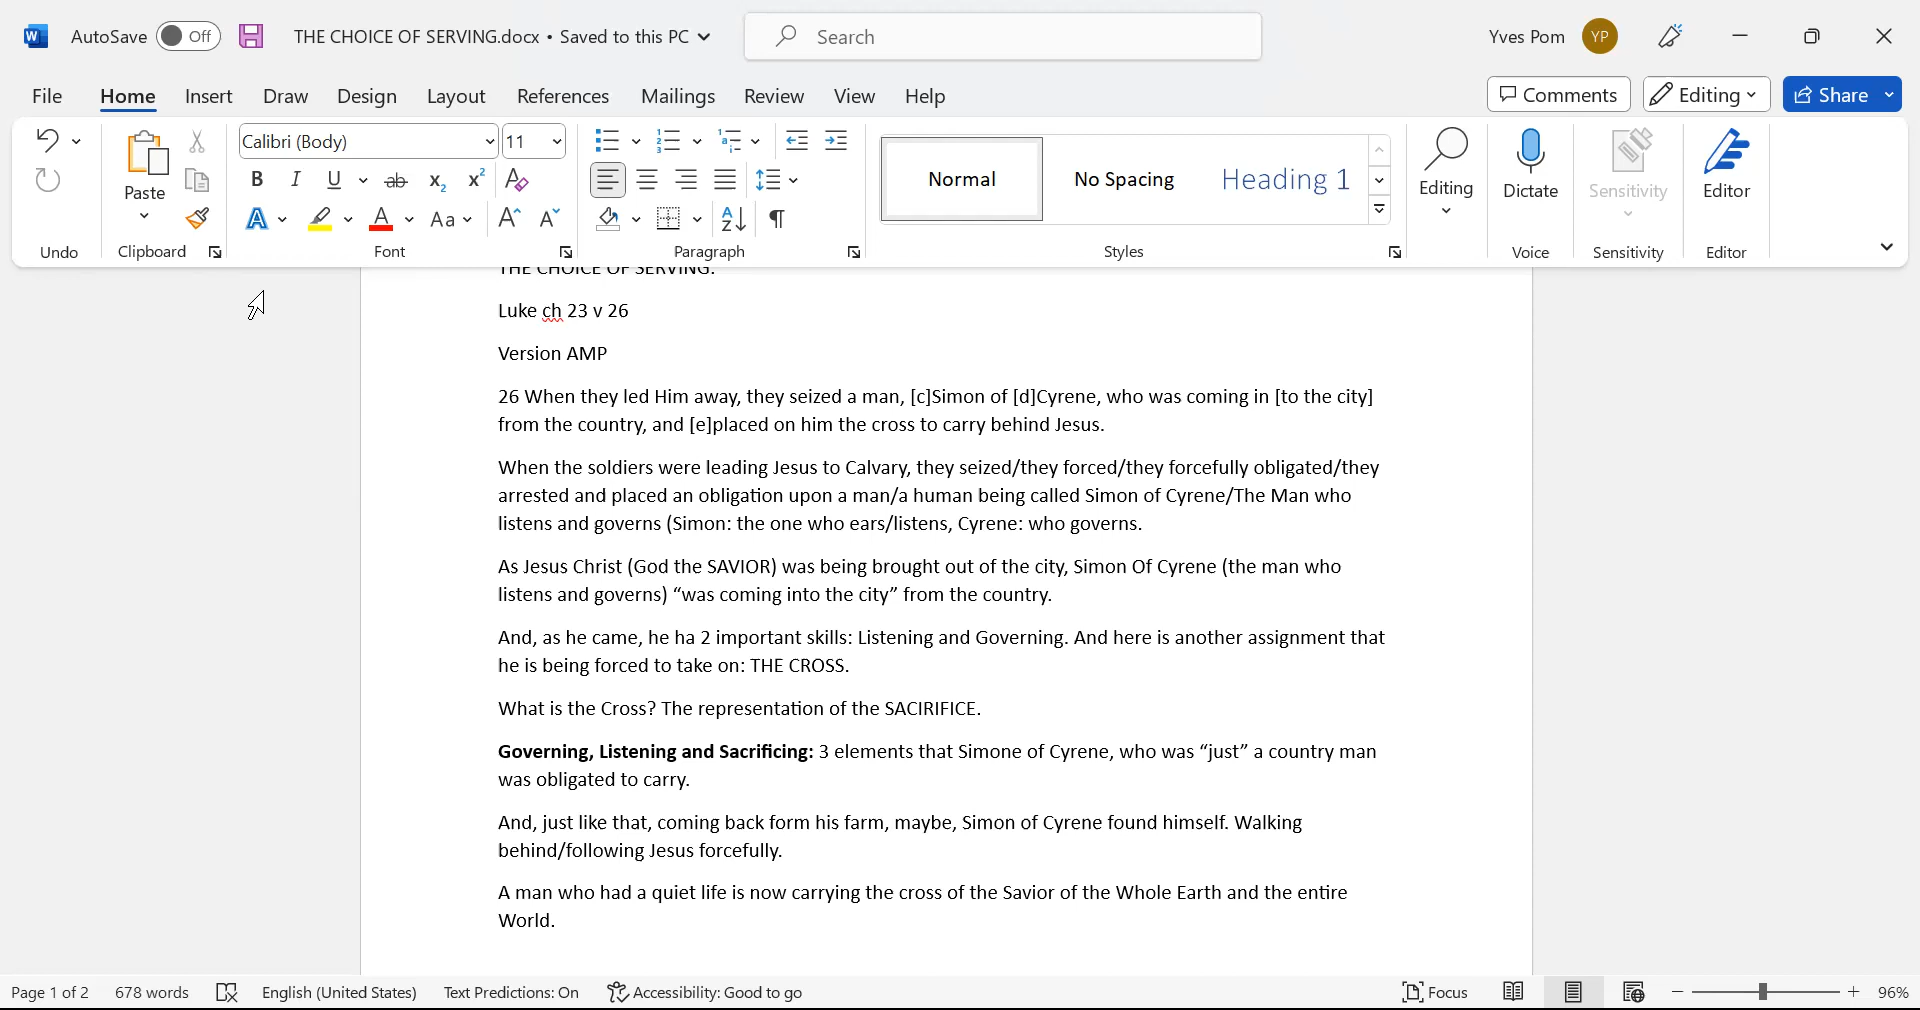 AutoSave Off THE CHOICE OF SERVING.docx • Saved to this PC Search Yves Pom YP
File Home Insert Draw Design Layout References Mailings Review View Help Comments Editing Share
Calibri (Body) 11
Paste
Normal No Spacing Heading 1
Editing Dictate Sensitivity Editor
Undo Clipboard Font Paragraph Styles Voice Sensitivity Editor
THE CHOICE OF SERVING.
Luke ch 23 v 26
Version AMP
26 When they led Him away, they seized a man, [c]Simon of [d]Cyrene, who was coming in [to the city]
from the country, and [e]placed on him the cross to carry behind Jesus.
When the soldiers were leading Jesus to Calvary, they seized/they forced/they forcefully obligated/they
arrested and placed an obligation upon a man/a human being called Simon of Cyrene/The Man who
listens and governs (Simon: the one who ears/listens, Cyrene: who governs.
As Jesus Christ (God the SAVIOR) was being brought out of the city, Simon Of Cyrene (the man who
listens and governs) “was coming into the city” from the country.
And, as he came, he ha 2 important skills: Listening and Governing. And here is another assignment that
he is being forced to take on: THE CROSS.
What is the Cross? The representation of the SACIRIFICE.
Governing, Listening and Sacrificing: 3 elements that Simone of Cyrene, who was “just” a country man
was obligated to carry.
And, just like that, coming back form his farm, maybe, Simon of Cyrene found himself. Walking
behind/following Jesus forcefully.
A man who had a quiet life is now carrying the cross of the Savior of the Whole Earth and the entire
World.
Page 1 of 2 678 words English (United States) Text Predictions: On Accessibility: Good to go Focus 96%